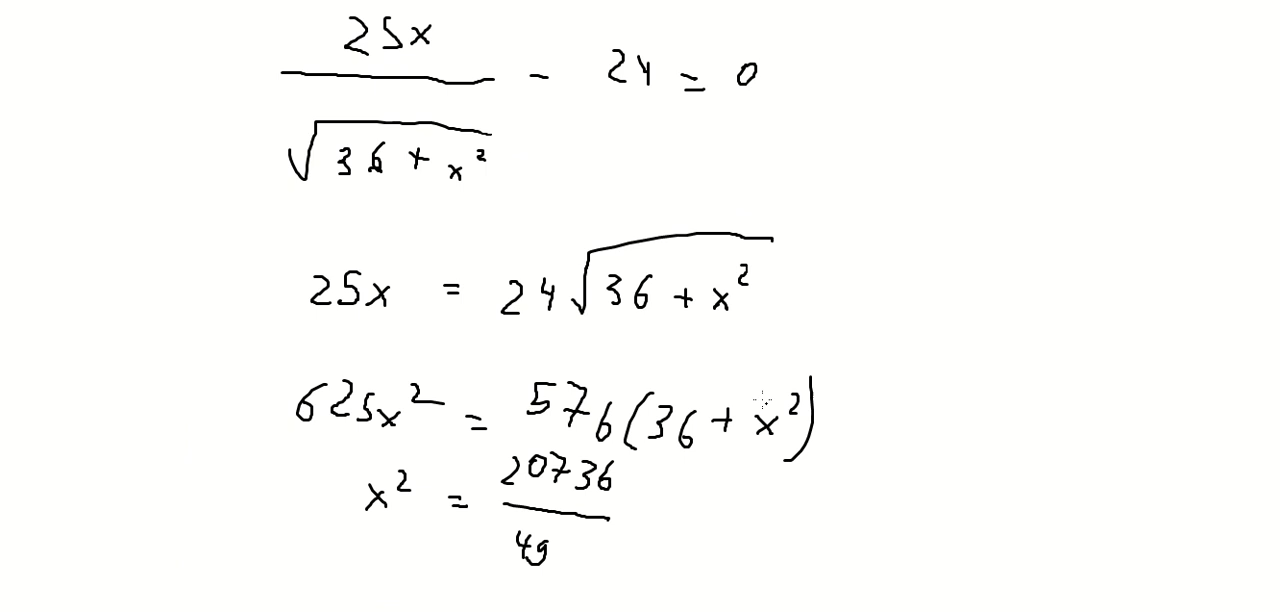 25x
――――― - 24 = 0
√(36 + x²)
25x = 24√(36 + x²)
625x² = 576(36 + x²)
x² = 20736
―――
49